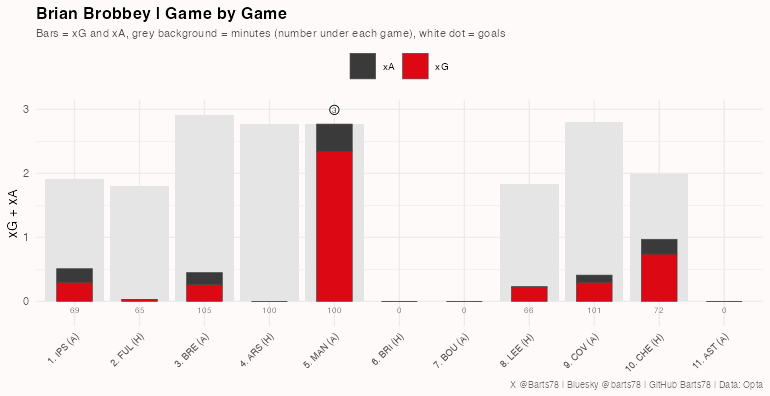 Brian Brobbey | Game by Game
Bars = xG and xA, grey background = minutes (number under each game), white dot = goals
xA xG
xG + xA
3
2
1
0
3
69 65 105 100 100 0 0 66 101 72 0
1. IPS (A)
2. FUL (H)
3. BRE (A)
4. ARS (H)
5. MAN (A)
6. BRI (H)
7. BOU (A)
8. LEE (H)
9. COV (A)
10. CHE (H)
11. AST (A)
X @Barts78 | Bluesky @barts78 | GitHub Barts78 | Data: Opta